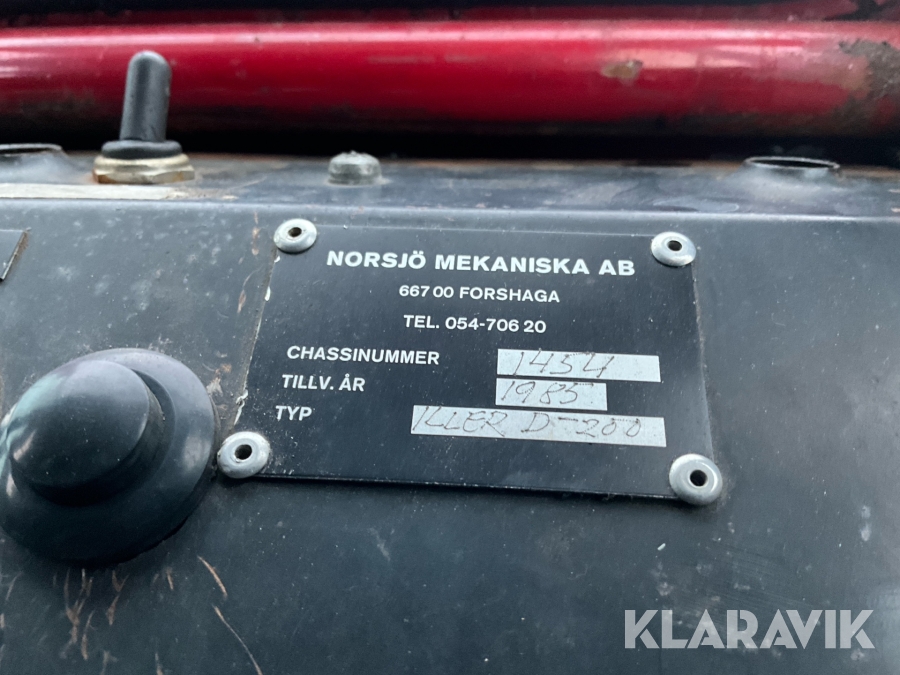 NORSJÖ MEKANISKA AB
667 00 FORSHAGA
TEL. 054-706 20
CHASSINUMMER 1454
TILLV. ÅR 1985
TYP ILLER D-200
KLARAVIK